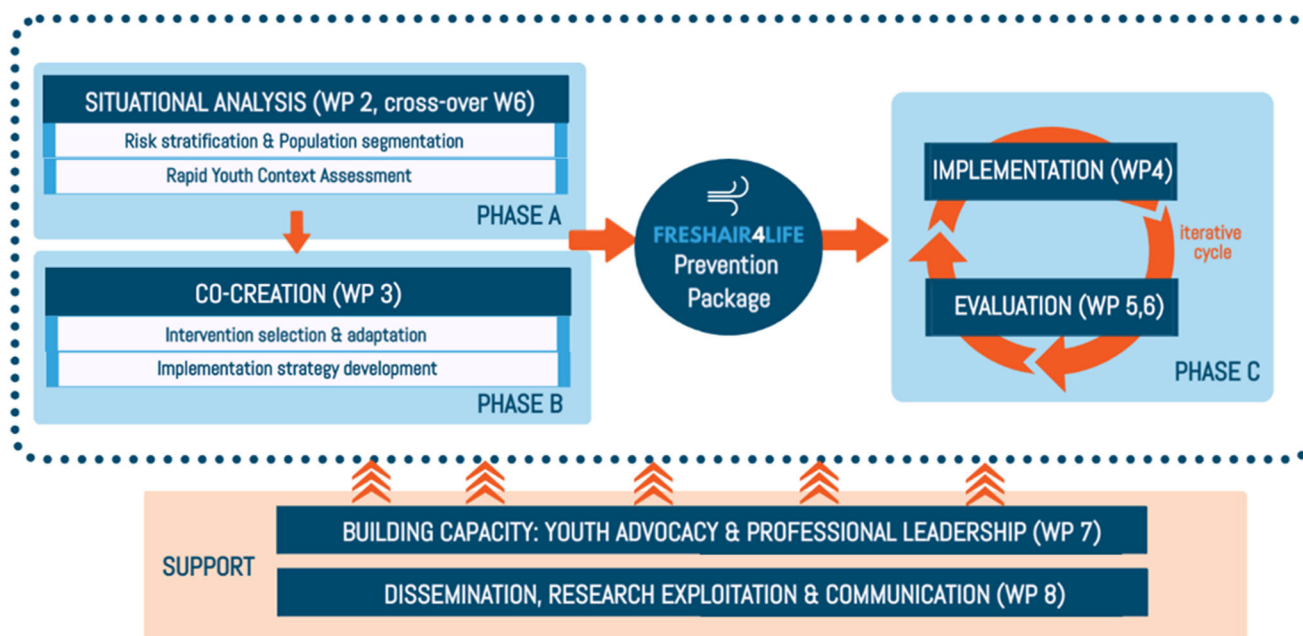 SITUATIONAL ANALYSIS (WP 2, cross-over W6)
Risk stratification & Population segmentation
Rapid Youth Context Assessment
PHASE A
CO-CREATION (WP 3)
Intervention selection & adaptation
Implementation strategy development
PHASE B
FRESHAIR4LIFE
Prevention
Package
IMPLEMENTATION (WP4)
iterative
cycle
EVALUATION (WP 5,6)
PHASE C
SUPPORT
BUILDING CAPACITY: YOUTH ADVOCACY & PROFESSIONAL LEADERSHIP (WP 7)
DISSEMINATION, RESEARCH EXPLOITATION & COMMUNICATION (WP 8)